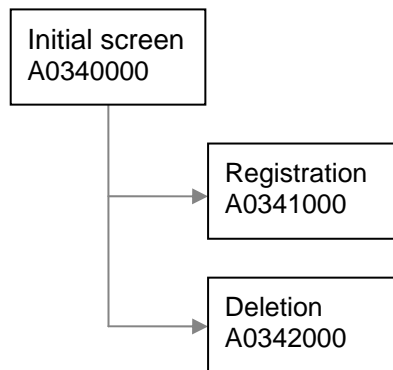 Initial screen
A0340000
Registration
A0341000
Deletion
A0342000